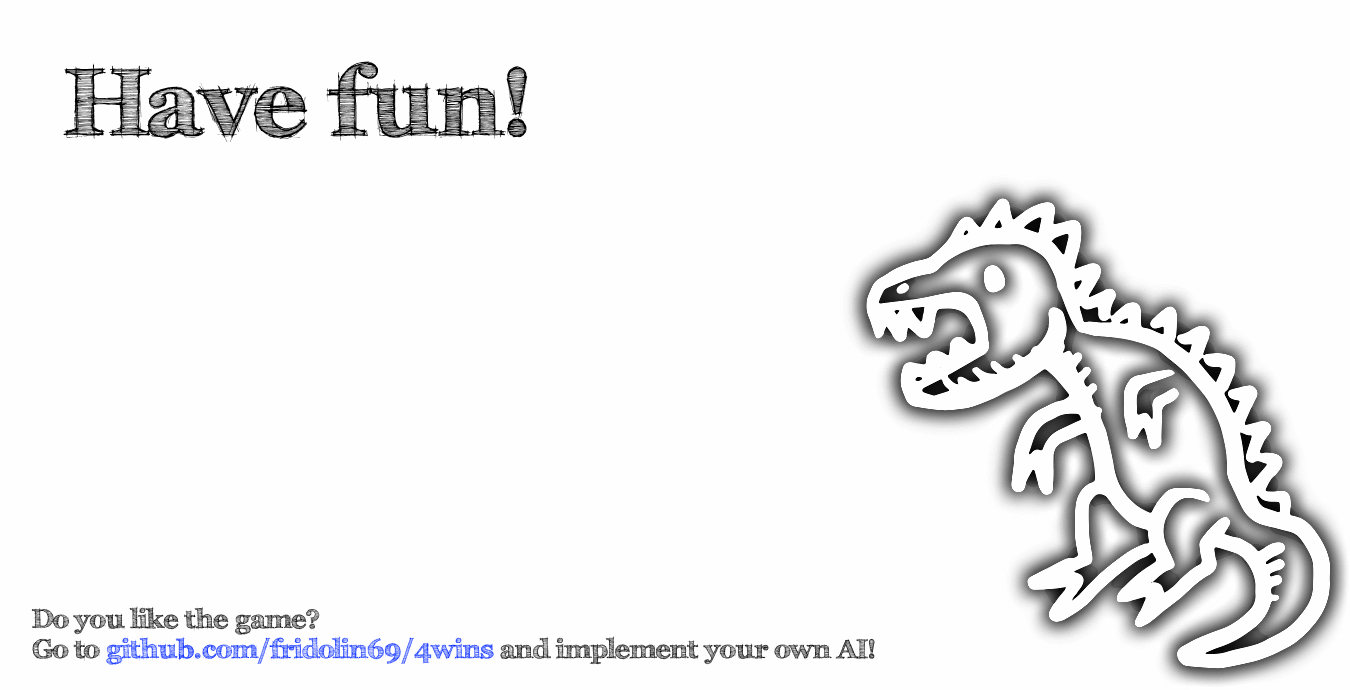 Have fun!
Do you like the game?
Go to github.com/fridolin69/4wins and implement your own AI!